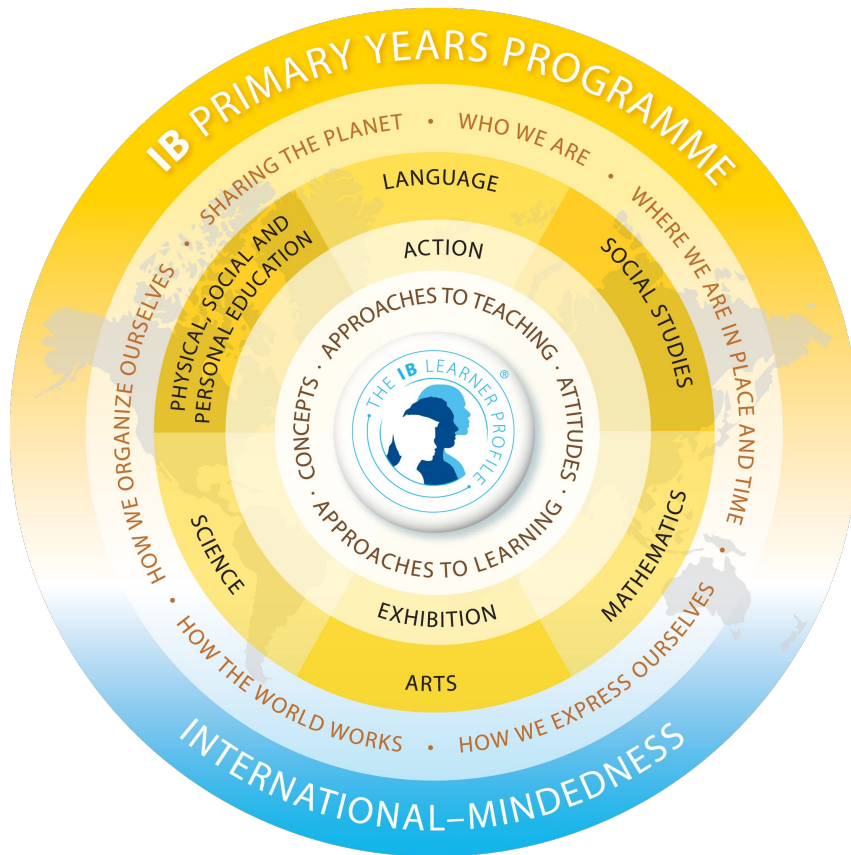 IB PRIMARY YEARS PROGRAMME
SHARING THE PLANET • WHO WE ARE • WHERE WE ARE IN PLACE AND TIME • HOW WE EXPRESS OURSELVES • HOW THE WORLD WORKS • HOW WE ORGANIZE OURSELVES •
LANGUAGE
SOCIAL STUDIES
MATHEMATICS
ARTS
SCIENCE
PHYSICAL, SOCIAL AND
PERSONAL EDUCATION
ACTION
EXHIBITION
APPROACHES TO TEACHING · ATTITUDES · APPROACHES TO LEARNING · CONCEPTS ·
• THE IB LEARNER PROFILE • ®
INTERNATIONAL–MINDEDNESS